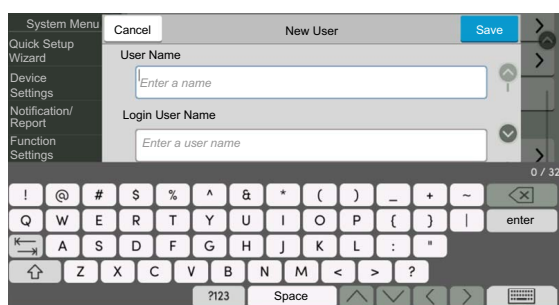 System Menu
Cancel
New User
Save
Quick Setup
Wizard
User Name
Enter a name
Device
Settings
Notification/
Report
Login User Name
Enter a user name
Function
Settings
0 / 32
! @ # $ % ^ & * ( ) _ + ~
Q W E R T Y U I O P { } | enter
A S D F G H J K L : "
Z X C V B N M < > ?
?123 Space